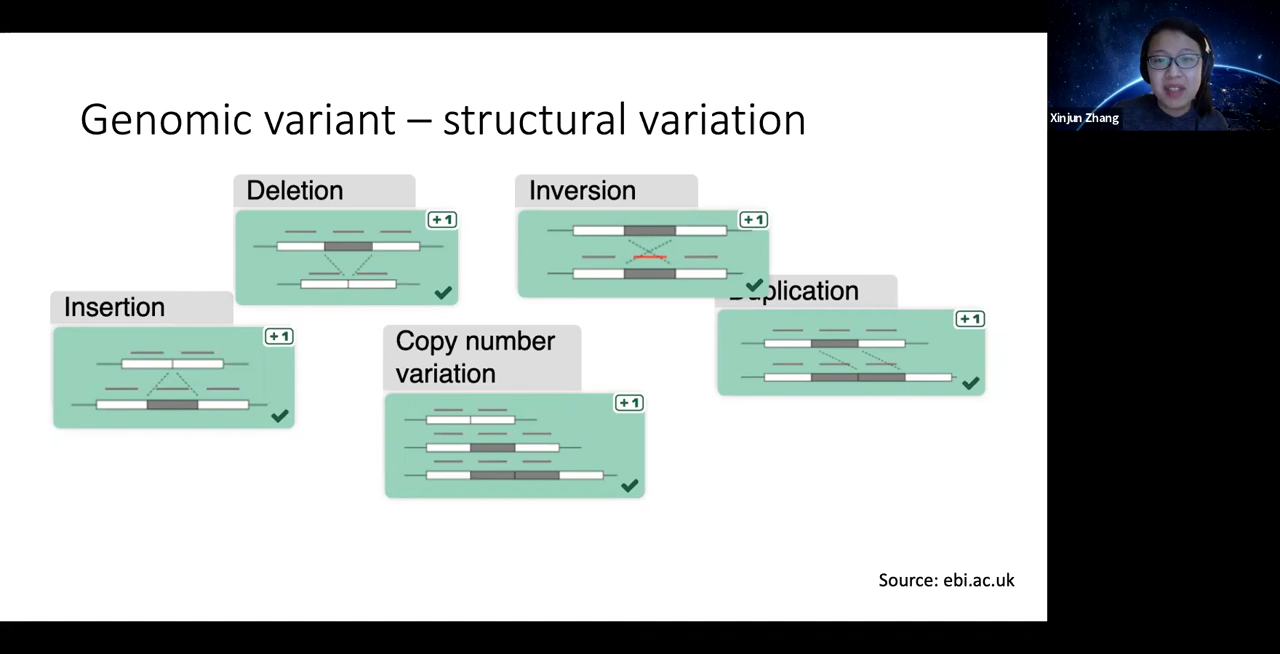 Genomic variant – structural variation
Deletion
+1
Inversion
+1
Insertion
+1
Duplication
+1
Copy number
variation
+1
Source: ebi.ac.uk
Xinjun Zhang